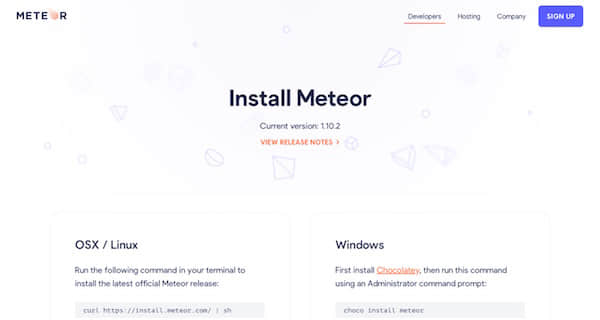 METEOR
Developers Hosting Company SIGN UP
Install Meteor
Current version: 1.10.2
VIEW RELEASE NOTES >
OSX / Linux
Run the following command in your terminal
to install the latest official Meteor release:
curl https://install.meteor.com/ | sh
Windows
First install Chocolatey, then run this command
using an Administrator command prompt:
choco install meteor